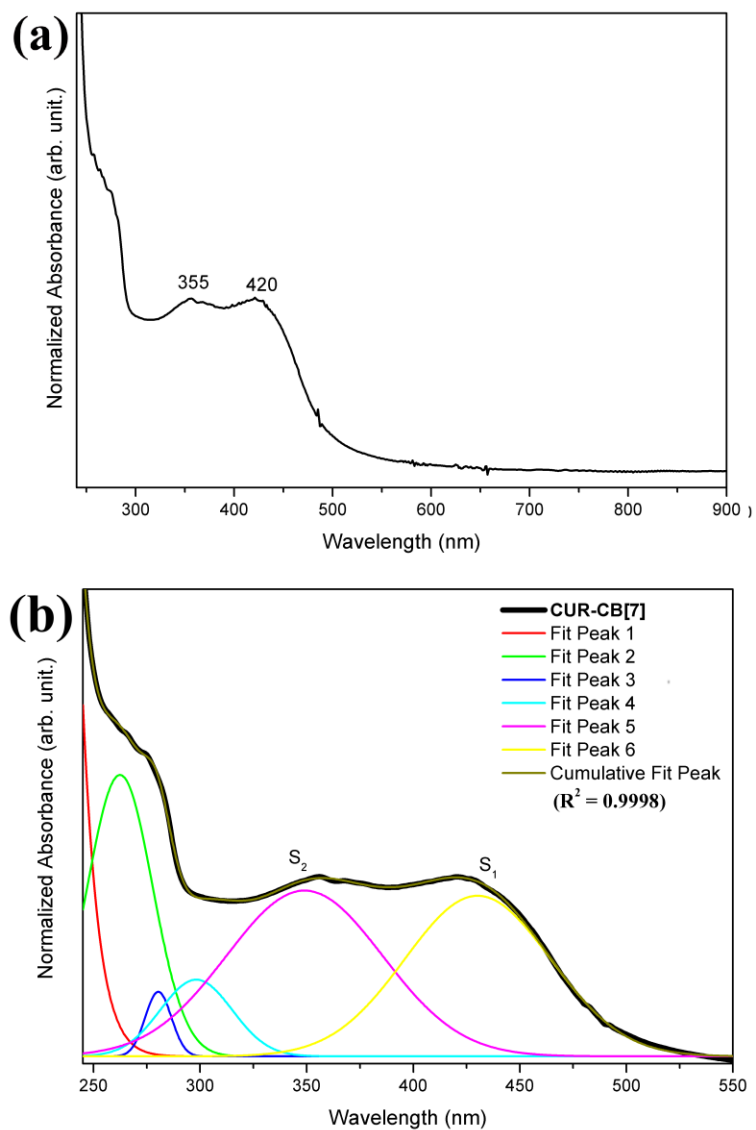 (a)
Normalized Absorbance (arb. unit.)
355
420
300 400 500 600 700 800 900 )
Wavelength (nm)
(b)
Normalized Absorbance (arb. unit.)
CUR-CB[7]
Fit Peak 1
Fit Peak 2
Fit Peak 3
Fit Peak 4
Fit Peak 5
Fit Peak 6
Cumulative Fit Peak
(R² = 0.9998)
S₂
S₁
250 300 350 400 450 500 550
Wavelength (nm)